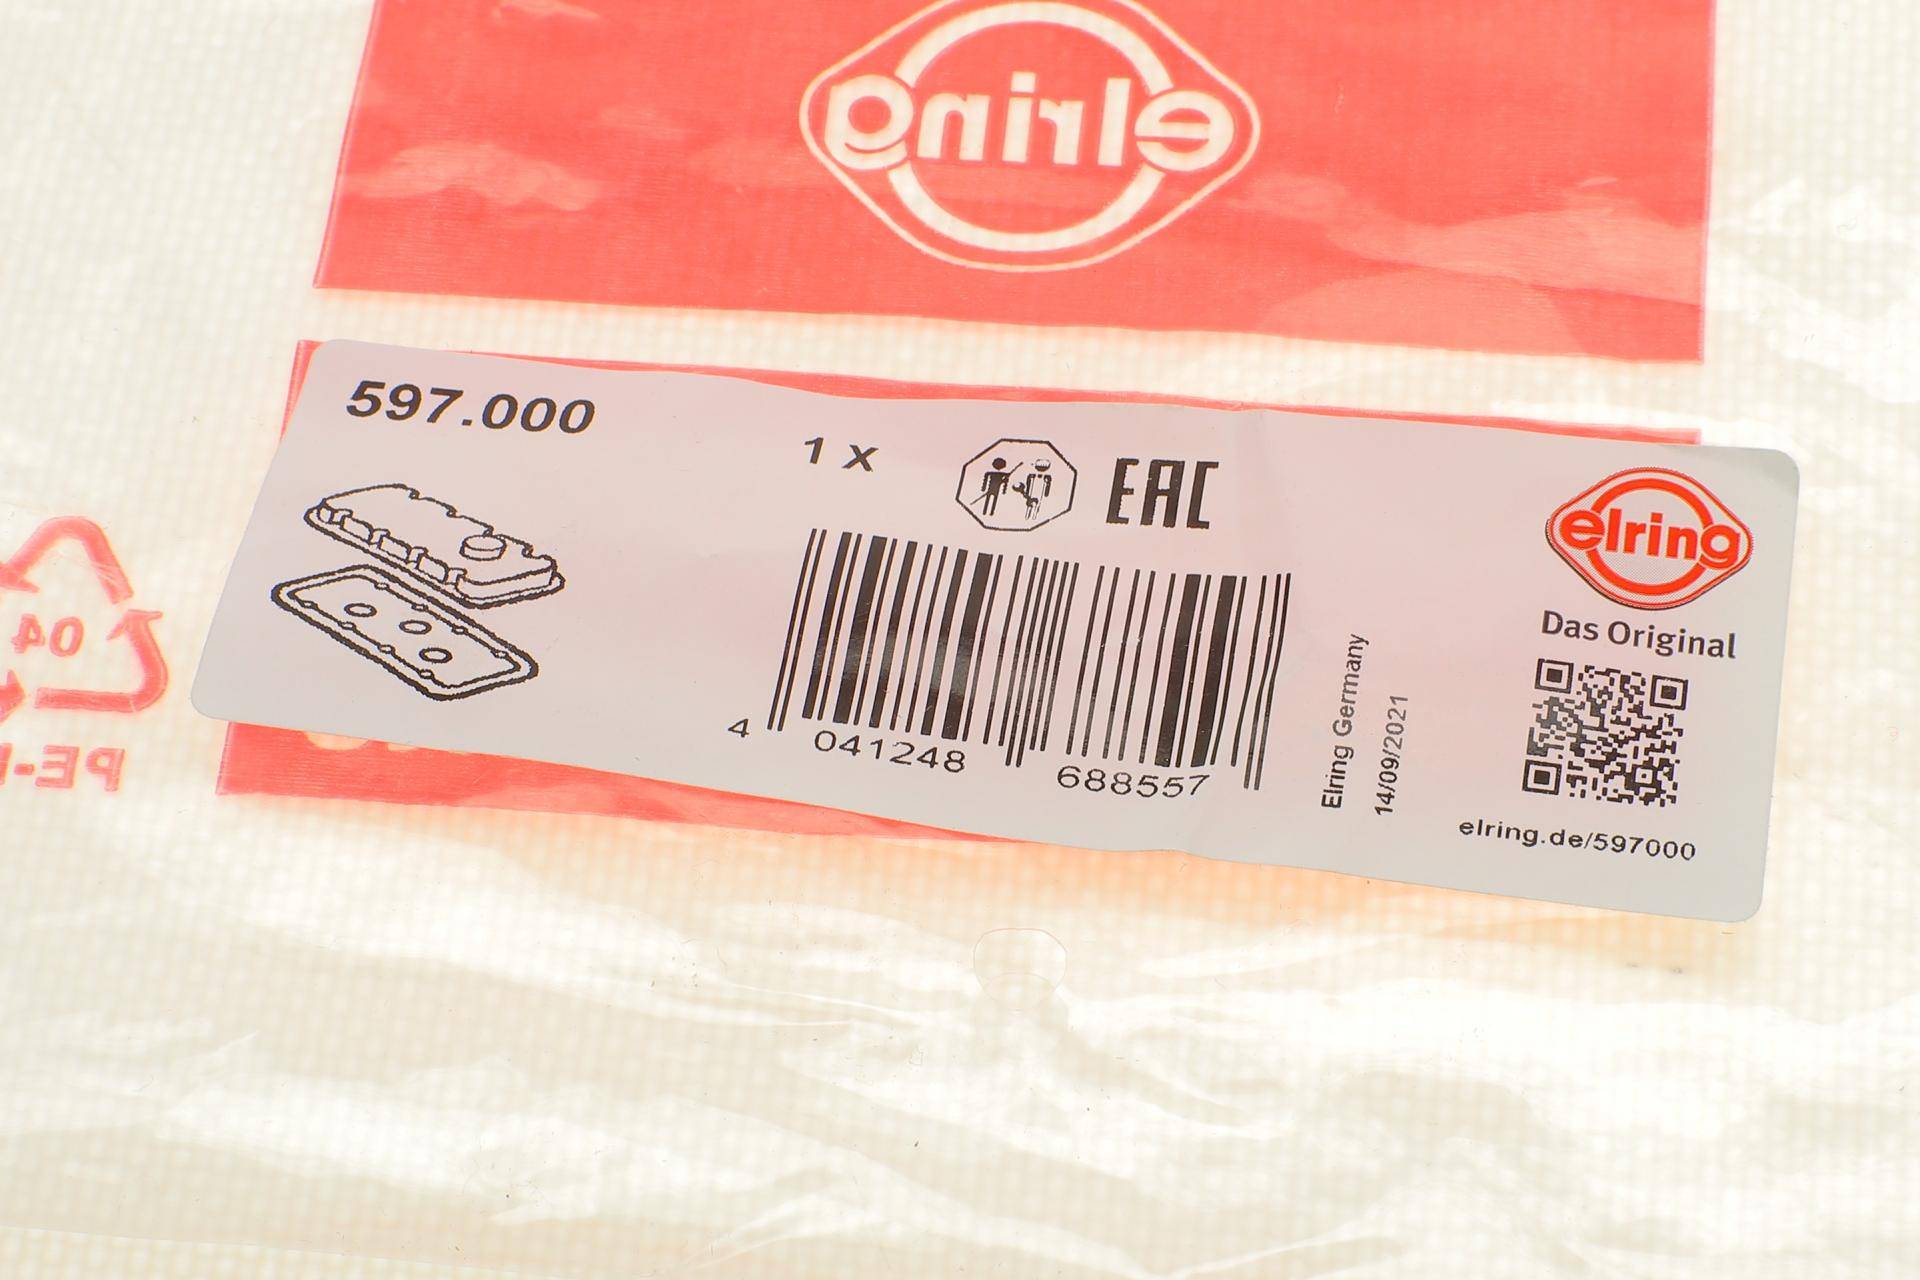 elring
597.000
1 x
EAC
elring
Das Original
4 041248 688557
Elring Germany
14/09/2021
elring.de/597000
04
PE-